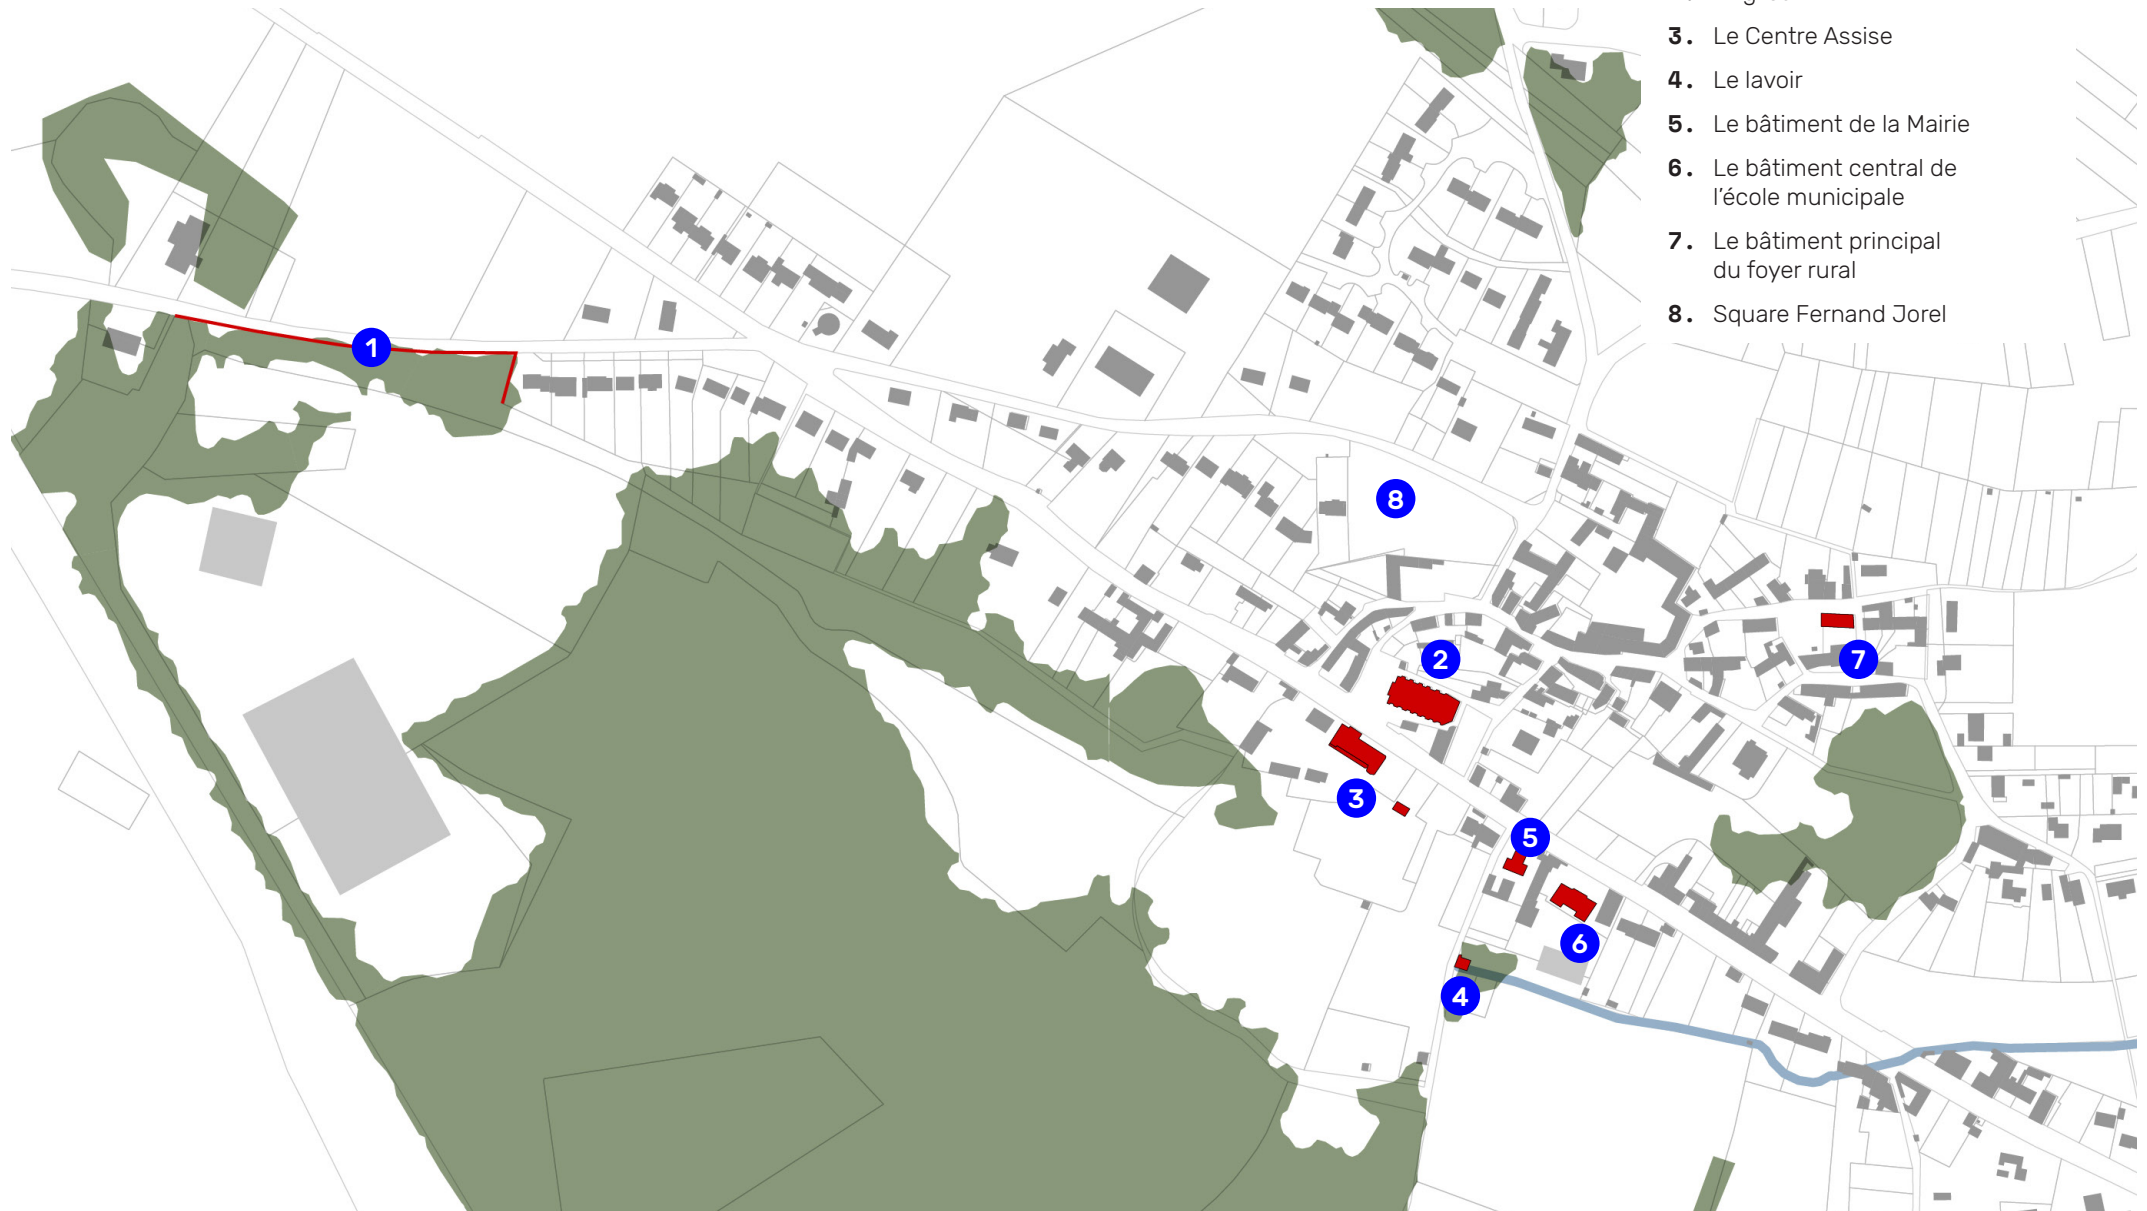 3. Le Centre Assise
4. Le lavoir
5. Le bâtiment de la Mairie
6. Le bâtiment central de
l'école municipale
7. Le bâtiment principal
du foyer rural
8. Square Fernand Jorel
1
8
2
7
3
5
6
4